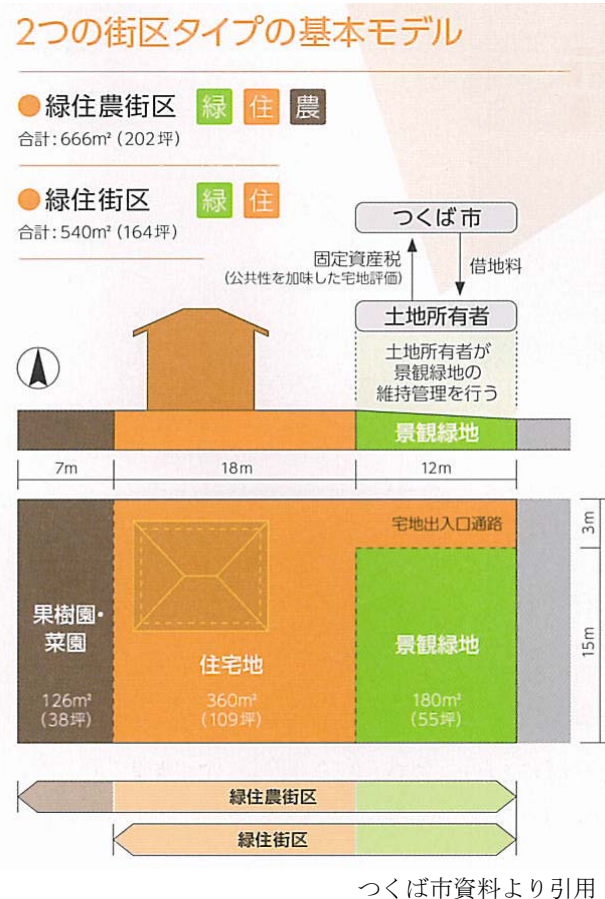 2つの街区タイプの基本モデル
●緑住農街区 緑 住 農
合計:666m²(202坪)
●緑住街区 緑 住
合計:540m²(164坪)
つくば市
固定資産税
(公共性を加味した宅地評価)
借地料
土地所有者
土地所有者が
景観緑地の
維持管理を行う
景観緑地
7m 18m 12m
宅地出入口通路
3m
果樹園・
菜園
126m²
(38坪)
住宅地
360m²
(109坪)
景観緑地
180m²
(55坪)
15m
緑住農街区
緑住街区
つくば市資料より引用